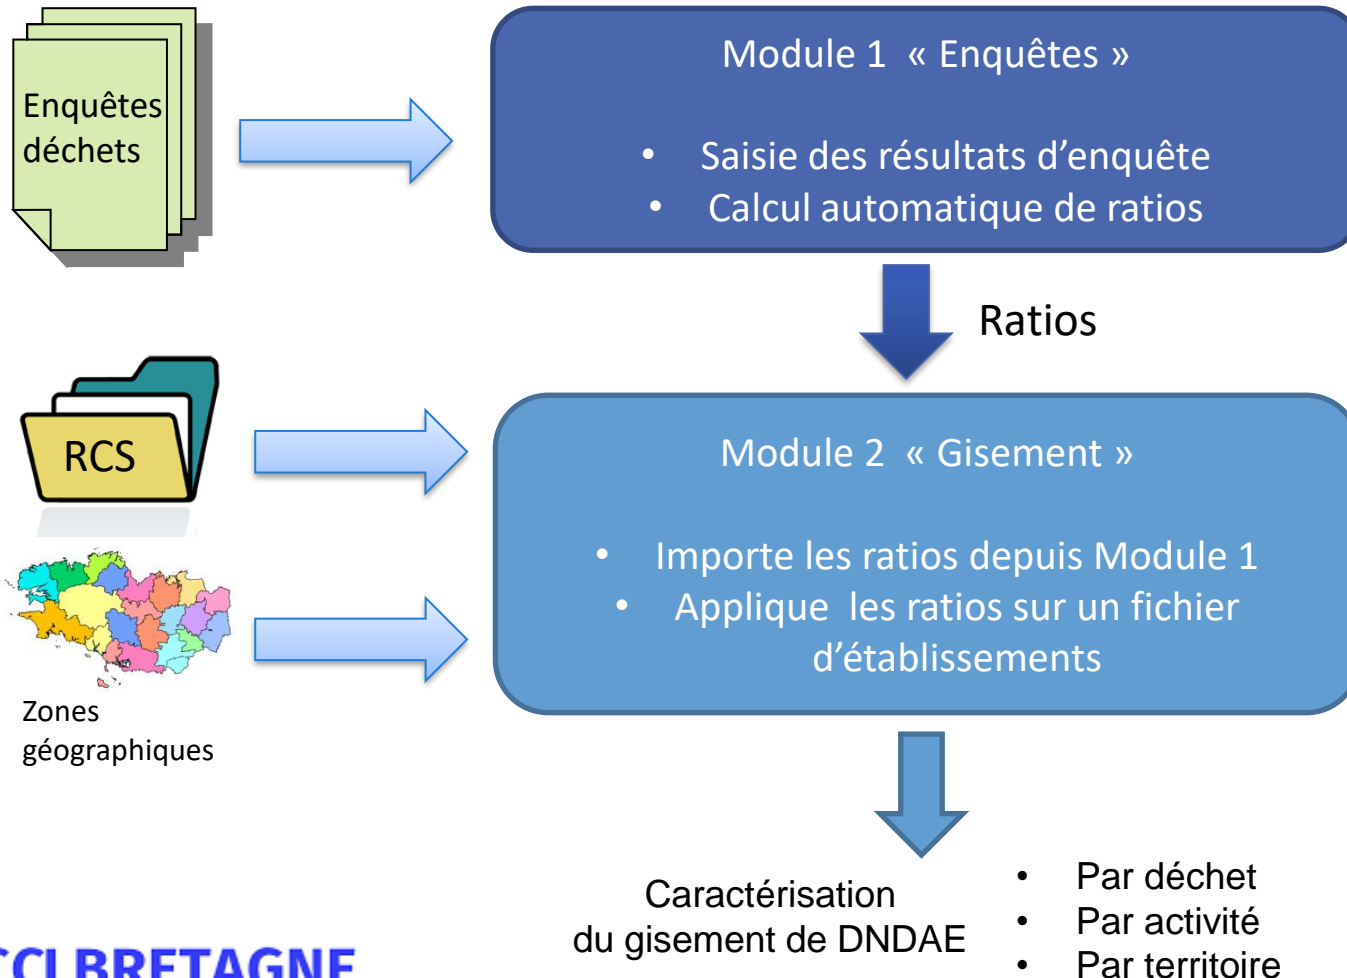 Enquêtes
déchets
Module 1 « Enquêtes »
• Saisie des résultats d’enquête
• Calcul automatique de ratios
Ratios
RCS
Module 2 « Gisement »
• Importe les ratios depuis Module 1
• Applique les ratios sur un fichier
d’établissements
Zones
géographiques
Caractérisation
du gisement de DNDAE
• Par déchet
• Par activité
• Par territoire
CCI BRETAGNE